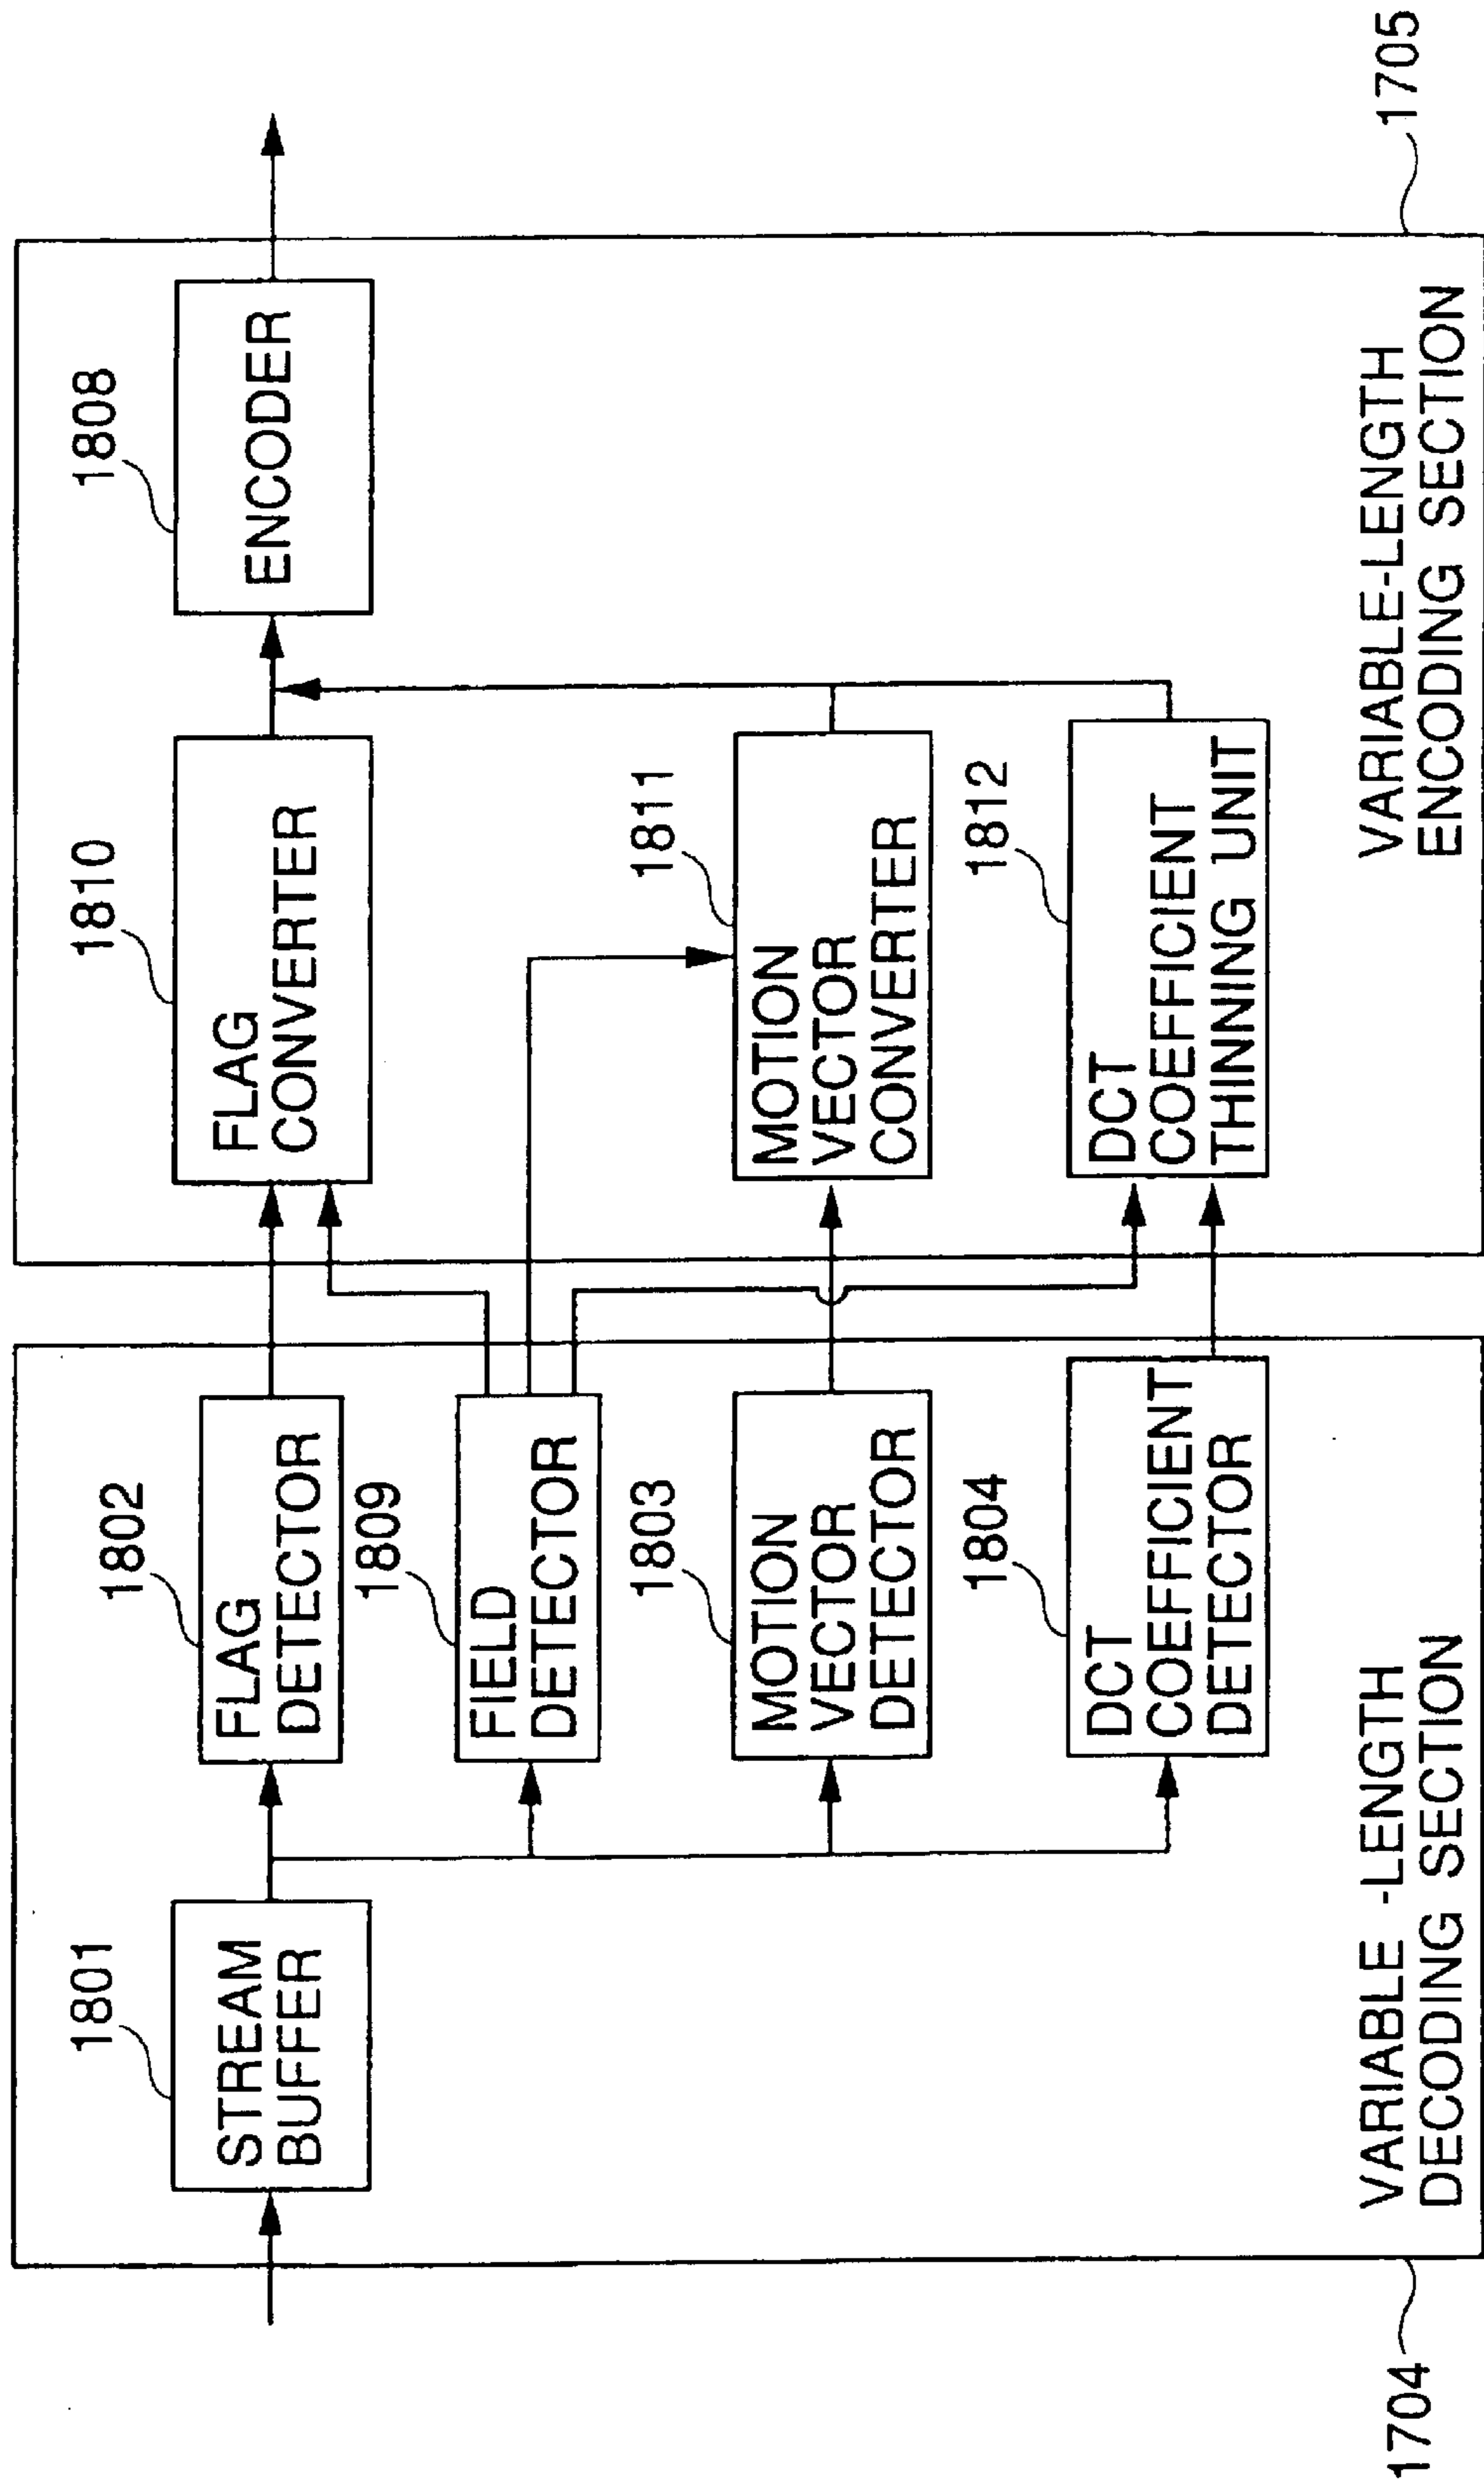 1801
STREAM
BUFFER
1802
FLAG
DETECTOR
1809
FIELD
DETECTOR
1803
MOTION
VECTOR
DETECTOR
1804
DCT
COEFFICIENT
DETECTOR
VARIABLE -LENGTH
DECODING SECTION
1704
1810
FLAG
CONVERTER
1808
ENCODER
1811
MOTION
VECTOR
CONVERTER
1812
DCT
COEFFICIENT
THINNING UNIT
VARIABLE-LENGTH
ENCODING SECTION
1705